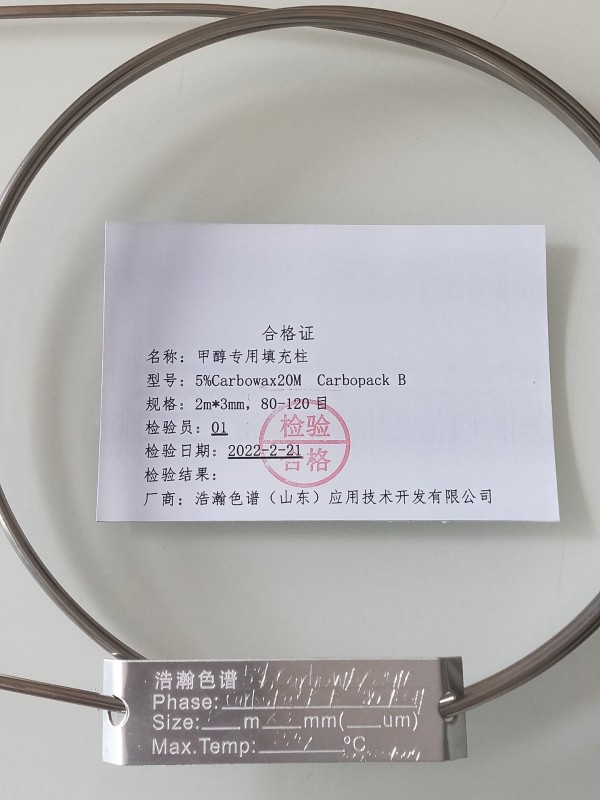 合格证
名称：甲醇专用填充柱
型号：5%Carbowax20M Carbopack B
规格：2m*3mm，80-120目
检验员：01
检验日期：2022-2-21
检验结果：
厂商：浩瀚色谱（山东）应用技术开发有限公司
检验
合格
浩瀚色谱
Phase:
Size: m mm( um)
Max.Temp: °C